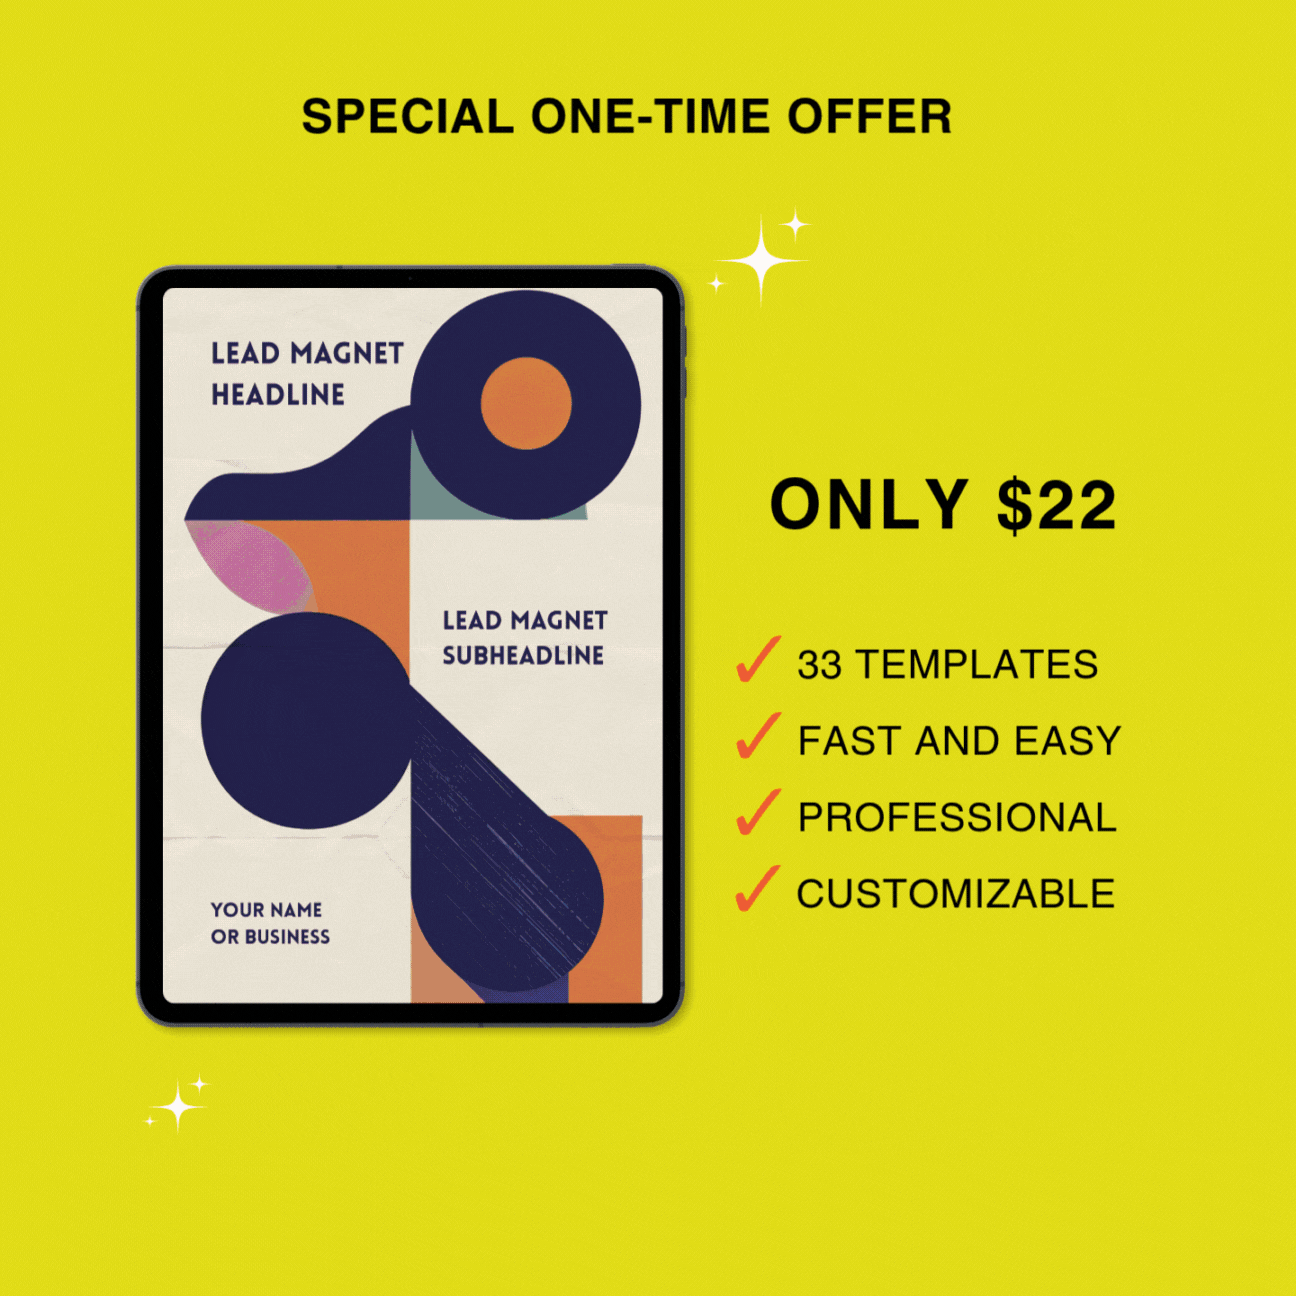 SPECIAL ONE-TIME OFFER
LEAD MAGNET
HEADLINE
LEAD MAGNET
SUBHEADLINE
YOUR NAME
OR BUSINESS
ONLY $22
33 TEMPLATES
FAST AND EASY
PROFESSIONAL
CUSTOMIZABLE